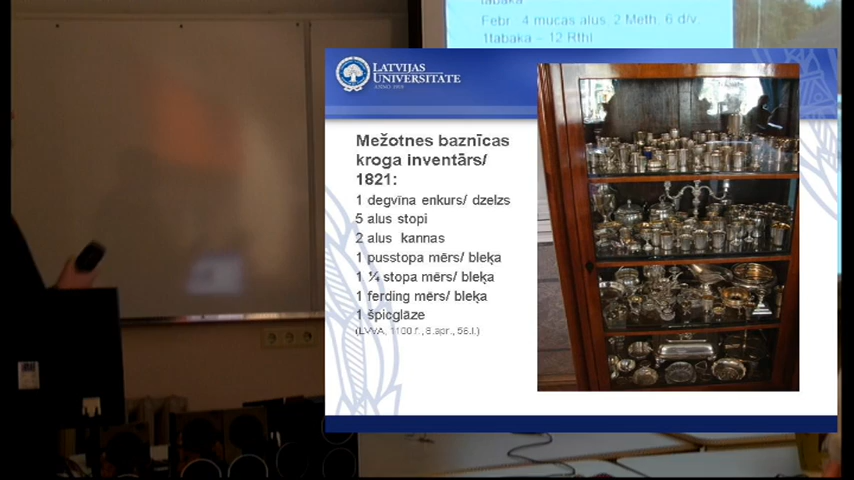 tabaka
Febr. 4 mucas alus, 2 Meth. 6 d/v.
1tabaka – 12 Rthl
LATVIJAS
UNIVERSITĀTE
ANNO 1919
Mežotnes baznīcas
kroga inventārs/
1821:
1 degvīna enkurs/ dzelzs
5 alus stopi
2 alus kannas
1 pusstopa mērs/ bleķa
1 ¼ stopa mērs/ bleķa
1 ferding mērs/ bleķa
1 špicglāze
(LVVA, 1100.f., 8.apr., 56.l.)